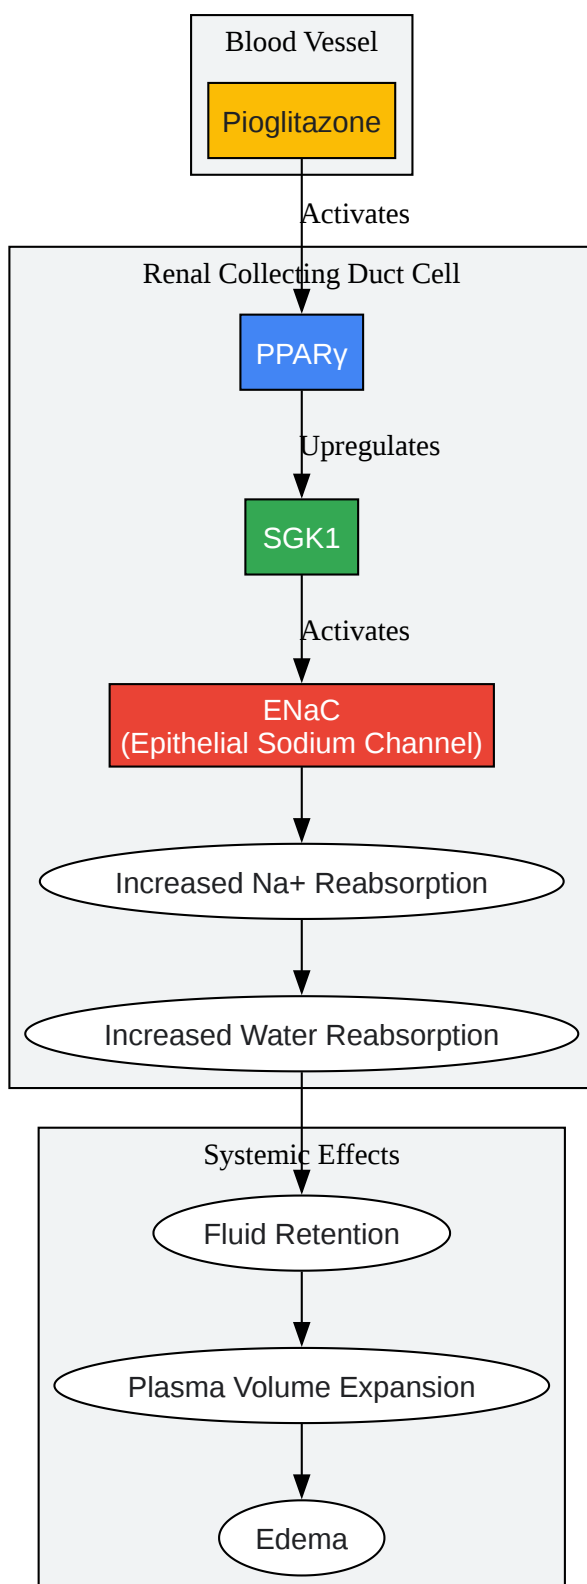 Blood Vessel
Pioglitazone
Activates
Renal Collecting Duct Cell
PPARγ
Upregulates
SGK1
Activates
ENaC
(Epithelial Sodium Channel)
Increased Na+ Reabsorption
Increased Water Reabsorption
Systemic Effects
Fluid Retention
Plasma Volume Expansion
Edema